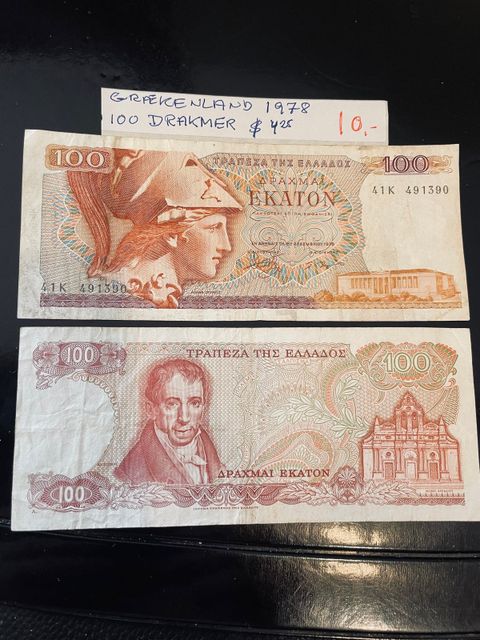 GRÆKENLAND 1978
100 DRAKMER $ 4.25 10,-
100 ΤΡΑΠΕΖΑ ΤΗΣ ΕΛΛΑΔΟΣ 100
ΔΡΑΧΜΑΙ
41K 491390
ΕΚΑΤΟΝ
41K 491390
100 ΤΡΑΠΕΖΑ ΤΗΣ ΕΛΛΑΔΟΣ 100
ΔΡΑΧΜΑΙ ΕΚΑΤΟΝ
100